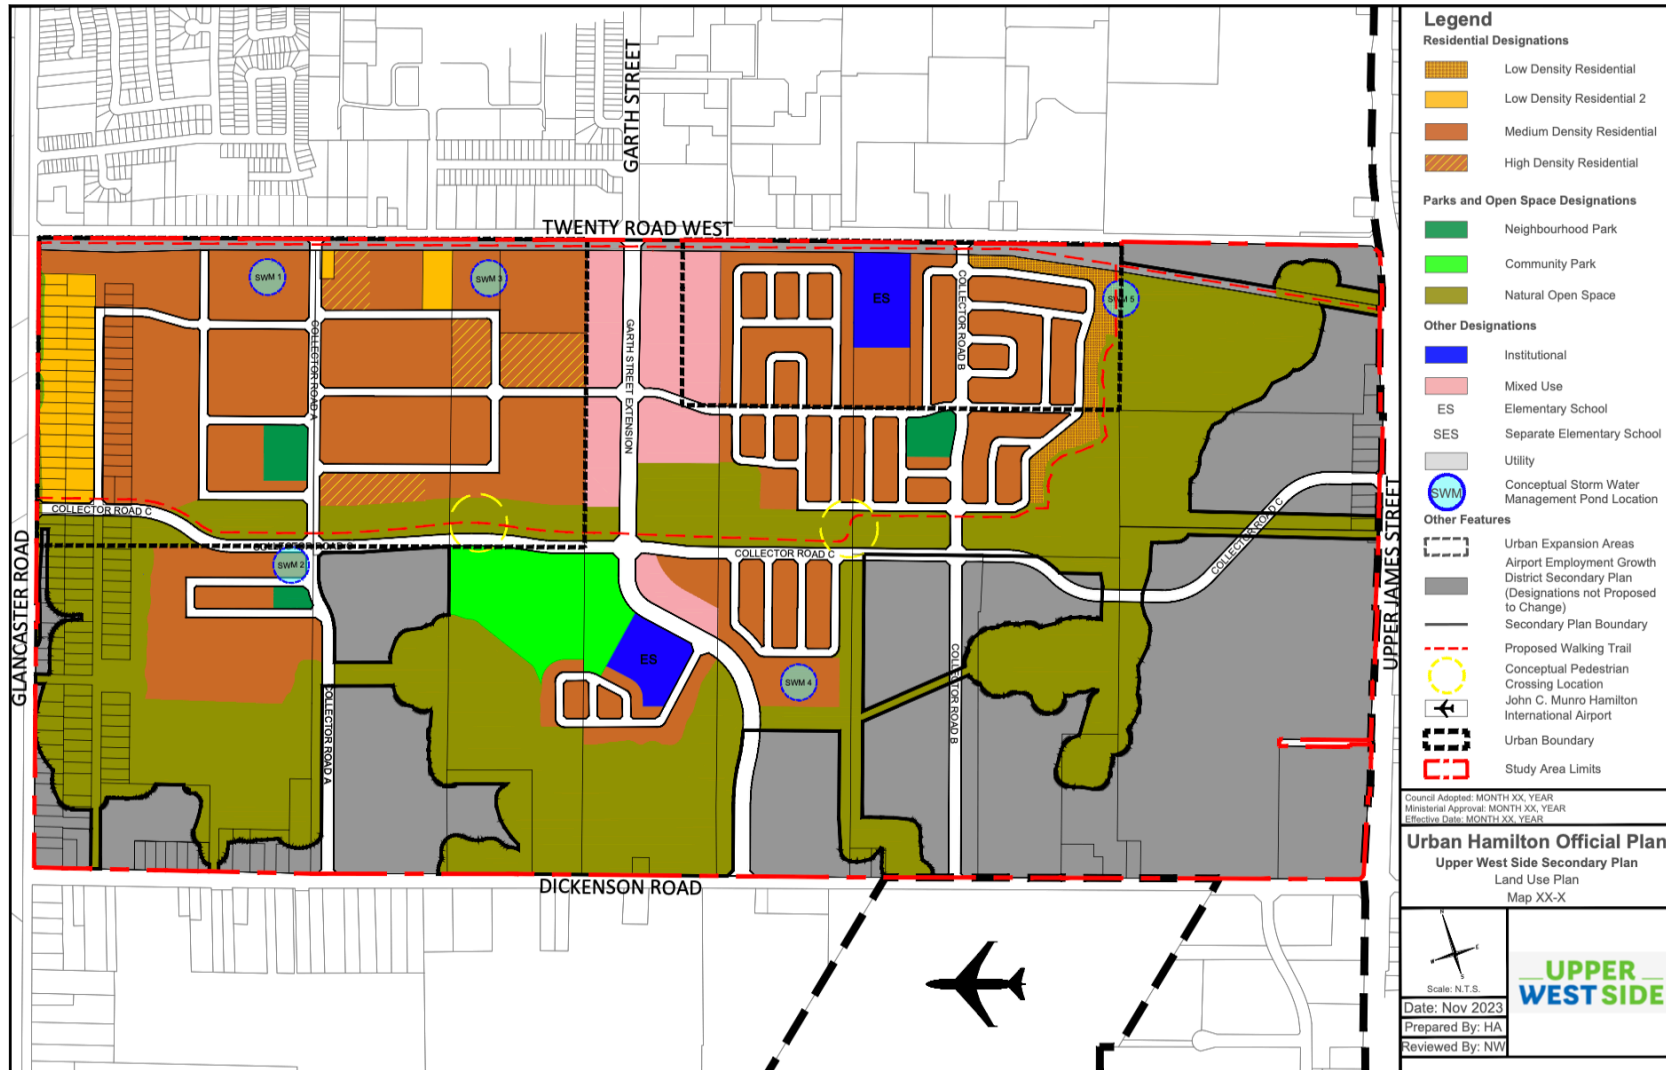 GARTH STREET
TWENTY ROAD WEST
SWM 1
SWM 3
ES
SWM 5
COLLECTOR ROAD A
GARTH STREET EXTENSION
COLLECTOR ROAD B
COLLECTOR ROAD C
COLLECTOR ROAD C
COLLECTOR ROAD C
COLLECTOR ROAD C
SWM 2
ES
SWM 4
COLLECTOR ROAD A
COLLECTOR ROAD B
GLANCASTER ROAD
UPPER JAMES STREET
DICKENSON ROAD
Legend
Residential Designations
Low Density Residential
Low Density Residential 2
Medium Density Residential
High Density Residential
Parks and Open Space Designations
Neighbourhood Park
Community Park
Natural Open Space
Other Designations
Institutional
Mixed Use
ES Elementary School
SES Separate Elementary School
Utility
SWM
Conceptual Storm Water
Management Pond Location
Other Features
Urban Expansion Areas
Airport Employment Growth
District Secondary Plan
(Designations not Proposed
to Change)
Secondary Plan Boundary
Proposed Walking Trail
Conceptual Pedestrian
Crossing Location
John C. Munro Hamilton
International Airport
Urban Boundary
Study Area Limits
Council Adopted: MONTH XX, YEAR
Ministerial Approval: MONTH XX, YEAR
Effective Date: MONTH XX, YEAR
Urban Hamilton Official Plan
Upper West Side Secondary Plan
Land Use Plan
Map XX-X
N
E
S
W
Scale: N.T.S.
Date: Nov 2023
Prepared By: HA
Reviewed By: NW
UPPER
WEST SIDE